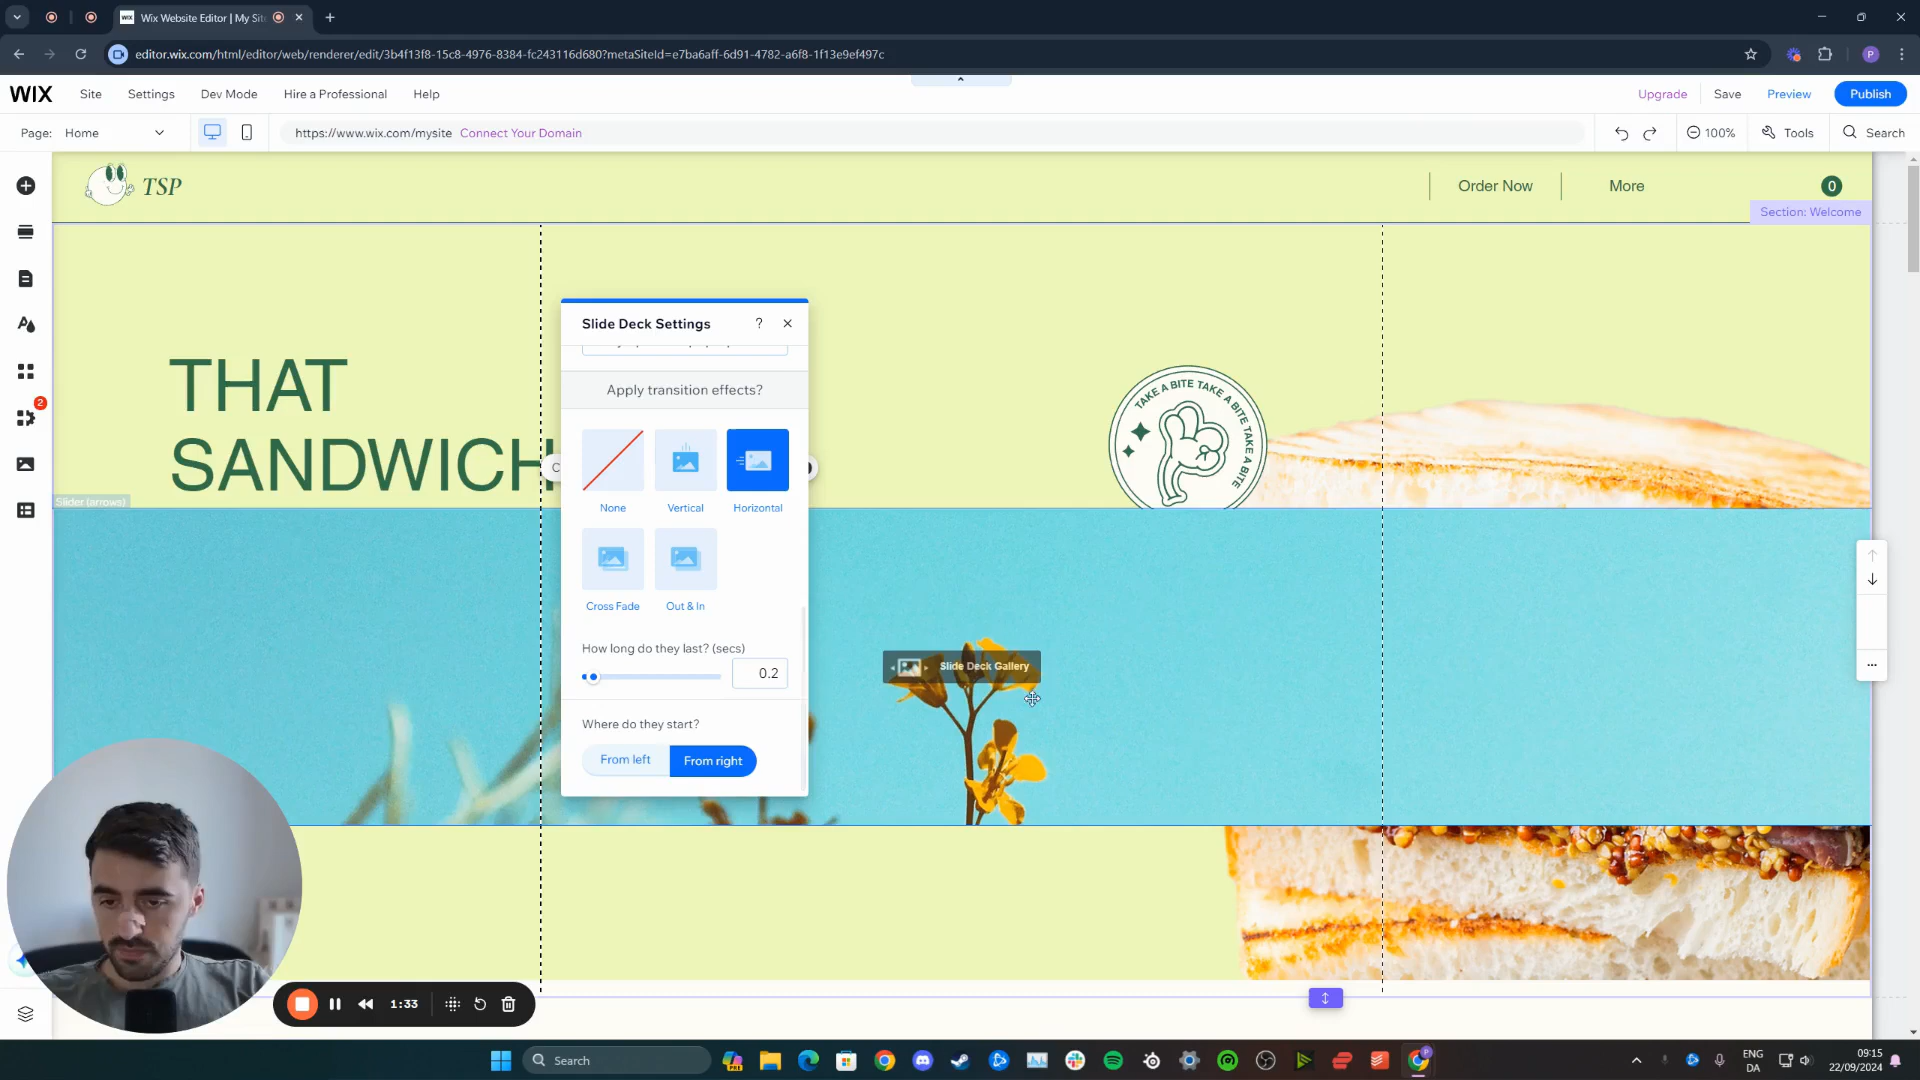 Wix Website Editor | My Sit
editor.wix.com/html/editor/web/renderer/edit/3b4f13f8-15c8-4976-8384-fc243116d680?metaSiteId=e7ba6aff-6d91-4782-a6f8-1f13e9ef497c
P
WIX Site Settings Dev Mode Hire a Professional Help Upgrade Save Preview Publish
Page: Home https://www.wix.com/mysite Connect Your Domain 100% Tools Search
TSP Order Now More 0
Section: Welcome
THAT
SANDWICH
2
Slider (arrows)
Slide Deck Settings ?
Apply transition effects?
None Vertical Horizontal
Cross Fade Out & In
How long do they last? (secs)
0.2
Where do they start?
From left From right
TAKE A BITE TAKE A BITE TAKE A BITE
Slide Deck Gallery
1:33
Search
PRE
ENG
DA
09:15
22/09/2024